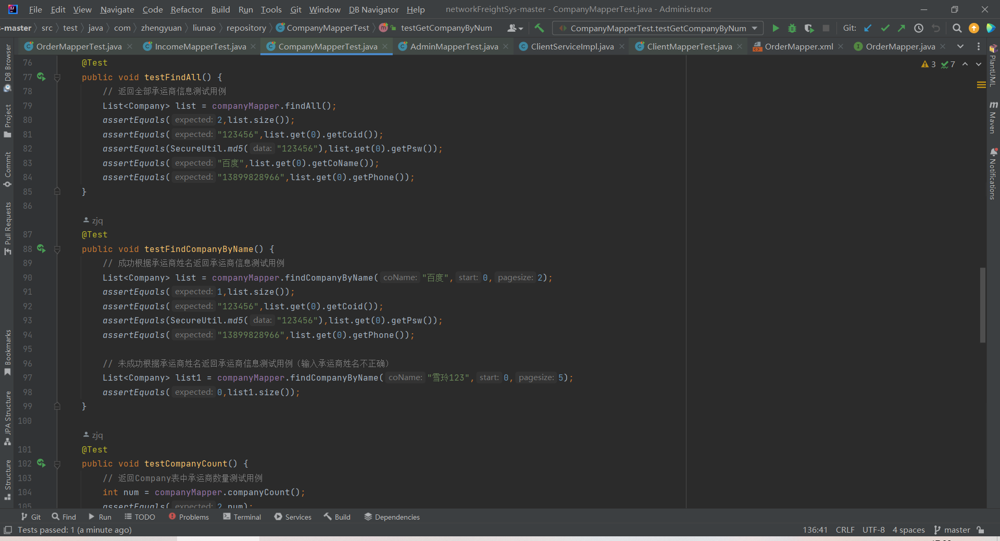 File Edit View Navigate Code Refactor Build Run Tools Git Window DB Navigator Help networkFreightSys-master - CompanyMapperTest.java - Administrator
s-master src test java com zhengyuan liunao repository CompanyMapperTest testGetCompanyByNum CompanyMapperTest.testGetCompanyByNum Git:
OrderMapperTest.java IncomeMapperTest.java CompanyMapperTest.java AdminMapperTest.java ClientServiceImpl.java ClientMapperTest.java OrderMapper.xml OrderMapper.java
3 7
DB Browser
Project
Commit
Pull Requests
Bookmarks
JPA Structure
Structure
76 @Test
77 public void testFindAll() {
78 // 返回全部承运商信息测试用例
79 List<Company> list = companyMapper.findAll();
80 assertEquals( expected: 2,list.size());
81 assertEquals( expected: "123456",list.get(0).getCoid());
82 assertEquals(SecureUtil.md5( data: "123456"),list.get(0).getPsw());
83 assertEquals( expected: "百度",list.get(0).getCoName());
84 assertEquals( expected: "13899828966",list.get(0).getPhone());
85 }
86
zjq
87 @Test
88 public void testFindCompanyByName() {
89 // 成功根据承运商姓名返回承运商信息测试用例
90 List<Company> list = companyMapper.findCompanyByName( coName: "百度", start: 0, pagesize: 2);
91 assertEquals( expected: 1,list.size());
92 assertEquals( expected: "123456",list.get(0).getCoid());
93 assertEquals(SecureUtil.md5( data: "123456"),list.get(0).getPsw());
94 assertEquals( expected: "13899828966",list.get(0).getPhone());
95
96 // 未成功根据承运商姓名返回承运商信息测试用例（输入承运商姓名不正确）
97 List<Company> list1 = companyMapper.findCompanyByName( coName: "雪玲123", start: 0, pagesize: 5);
98 assertEquals( expected: 0,list1.size());
99 }
100
zjq
101 @Test
102 public void testCompanyCount() {
103 // 返回Company表中承运商数量测试用例
104 int num = companyMapper.companyCount();
105 assertEquals( expected: 2,num);
PlantUML
Maven
Notifications
Git Find Run TODO Problems Terminal Services Build Dependencies
Tests passed: 1 (a minute ago) 136:41 CRLF UTF-8 4 spaces master